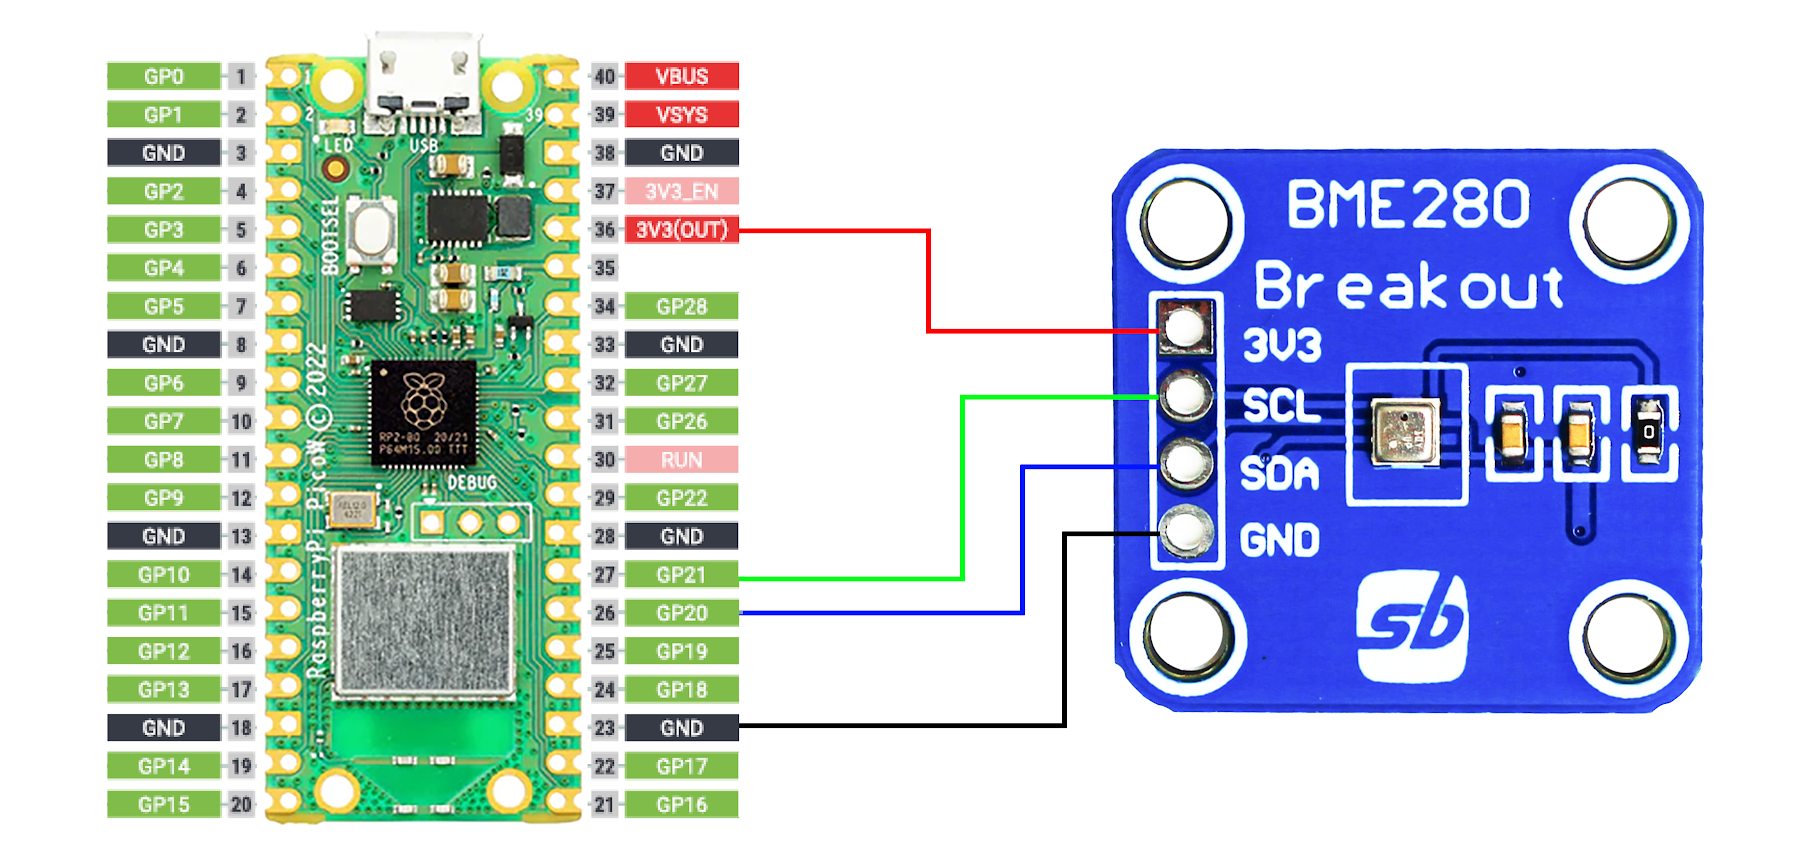 GP0 1
GP1 2
GND 3
GP2 4
GP3 5
GP4 6
GP5 7
GND 8
GP6 9
GP7 10
GP8 11
GP9 12
GND 13
GP10 14
GP11 15
GP12 16
GP13 17
GND 18
GP14 19
GP15 20
1
2
39
LED
USB
BOOTSEL
Raspberry Pi PicoW © 2022
RP2-B0 20/21
P64M15.00 TTT
DEBUG
40 VBUS
39 VSYS
38 GND
37 3V3_EN
36 3V3(OUT)
35
34 GP28
33 GND
32 GP27
31 GP26
30 RUN
29 GP22
28 GND
27 GP21
26 GP20
25 GP19
24 GP18
23 GND
22 GP17
21 GP16
BME280
Breakout
3V3
SCL
SDA
GND
0
sb